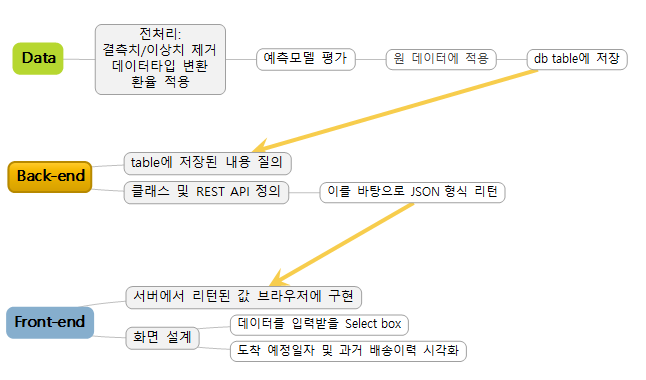 Data
전처리:
결측치/이상치 제거
데이터타입 변환
환율 적용
예측모델 평가
원 데이터에 적용
db table에 저장
Back-end
table에 저장된 내용 질의
클래스 및 REST API 정의
이를 바탕으로 JSON 형식 리턴
Front-end
서버에서 리턴된 값 브라우저에 구현
화면 설계
데이터를 입력받을 Select box
도착 예정일자 및 과거 배송이력 시각화